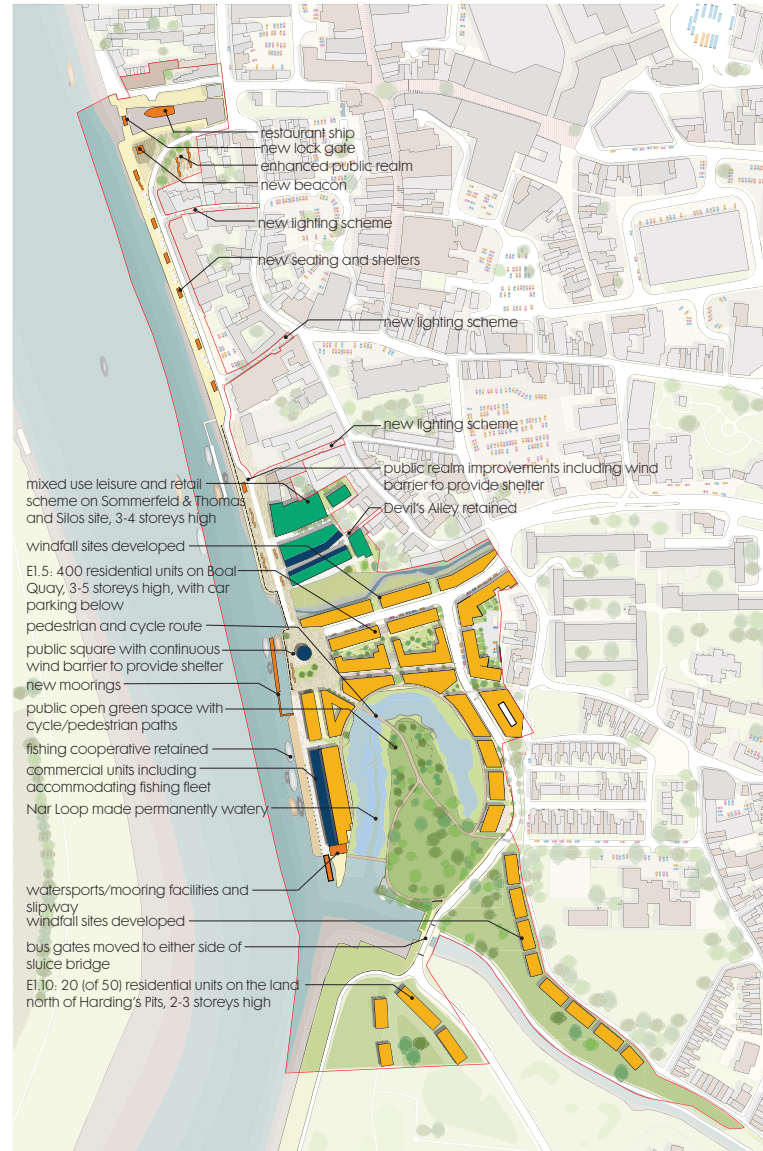 restaurant ship
new lock gate
enhanced public realm
new beacon
new lighting scheme
new seating and shelters
new lighting scheme
new lighting scheme
public realm improvements including wind
barrier to provide shelter
mixed use leisure and retail
scheme on Sommerfeld & Thomas
and Silos site, 3-4 storeys high
Devil's Alley retained
windfall sites developed
E1.5: 400 residential units on Boal
Quay, 3-5 storeys high, with car
parking below
pedestrian and cycle route
public square with continuous
wind barrier to provide shelter
new moorings
public open green space with
cycle/pedestrian paths
fishing cooperative retained
commercial units including
accommodating fishing fleet
Nar Loop made permanently watery
watersports/mooring facilities and
slipway
windfall sites developed
bus gates moved to either side of
sluice bridge
E1.10: 20 (of 50) residential units on the land
north of Harding's Pits, 2-3 storeys high